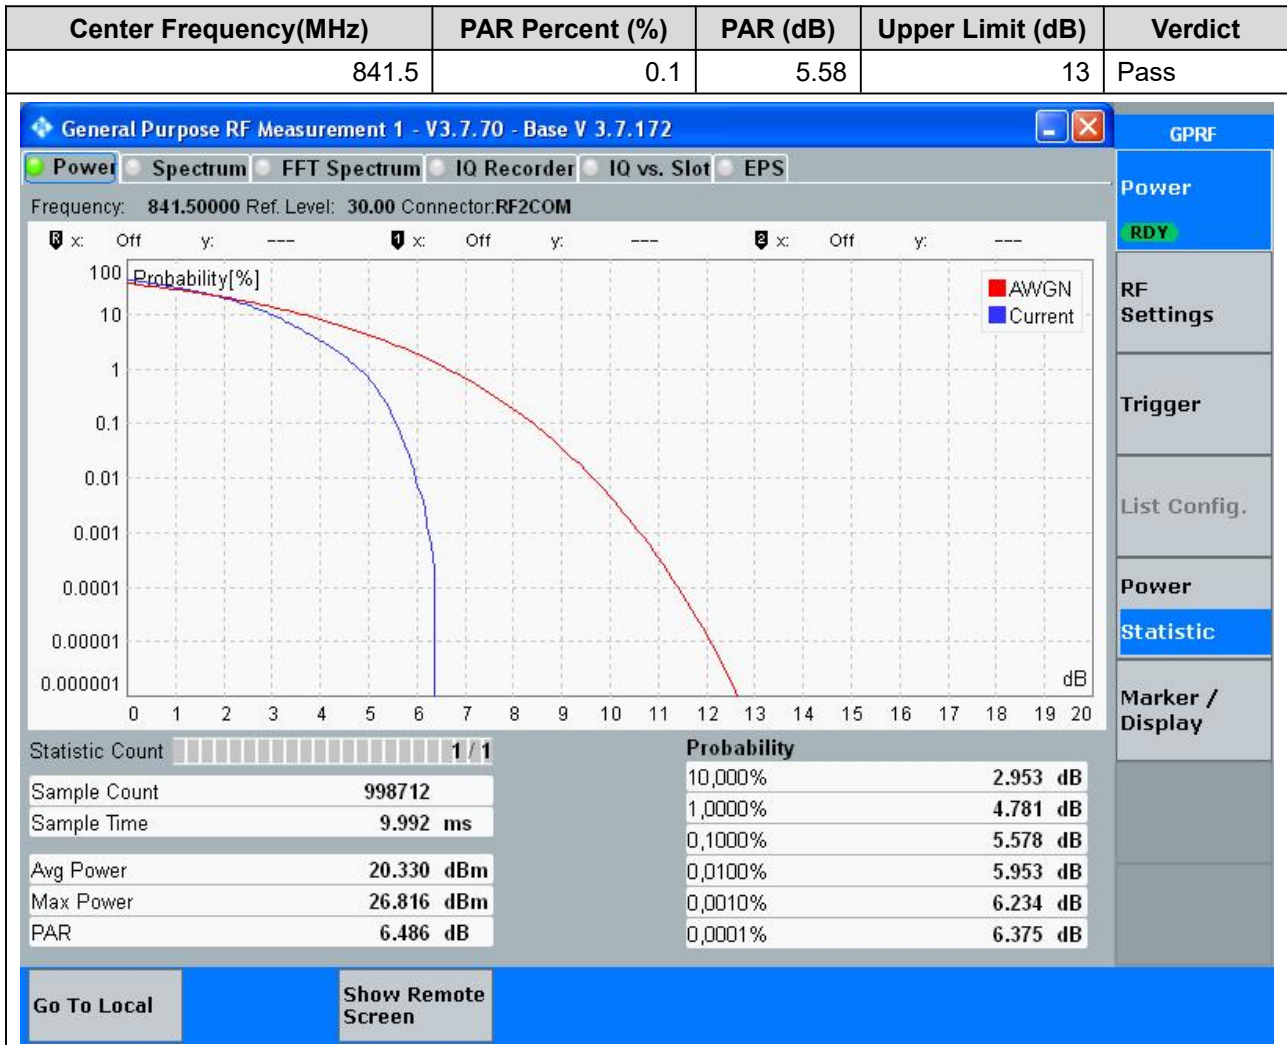 Center Frequency(MHz) PAR Percent (%) PAR (dB) Upper Limit (dB) Verdict
841.5 0.1 5.58 13 Pass
General Purpose RF Measurement 1 - V3.7.70 - Base V 3.7.172
GPRF
Power Spectrum FFT Spectrum IQ Recorder IQ vs. Slot EPS
Power
RDY
Frequency: 841.50000 Ref. Level: 30.00 Connector:RF2COM
R x: Off y: --- 1 x: Off y: --- 2 x: Off y: ---
Probability[%]
AWGN
Current
100
10
1
0.1
0.01
0.001
0.0001
0.00001
0.000001
dB
0 1 2 3 4 5 6 7 8 9 10 11 12 13 14 15 16 17 18 19 20
RF
Settings
Trigger
List Config.
Power
Statistic
Marker /
Display
Statistic Count 1 / 1
Sample Count 998712
Sample Time 9.992 ms
Avg Power 20.330 dBm
Max Power 26.816 dBm
PAR 6.486 dB
Probability
10,000% 2.953 dB
1,0000% 4.781 dB
0,1000% 5.578 dB
0,0100% 5.953 dB
0,0010% 6.234 dB
0,0001% 6.375 dB
Go To Local
Show Remote
Screen